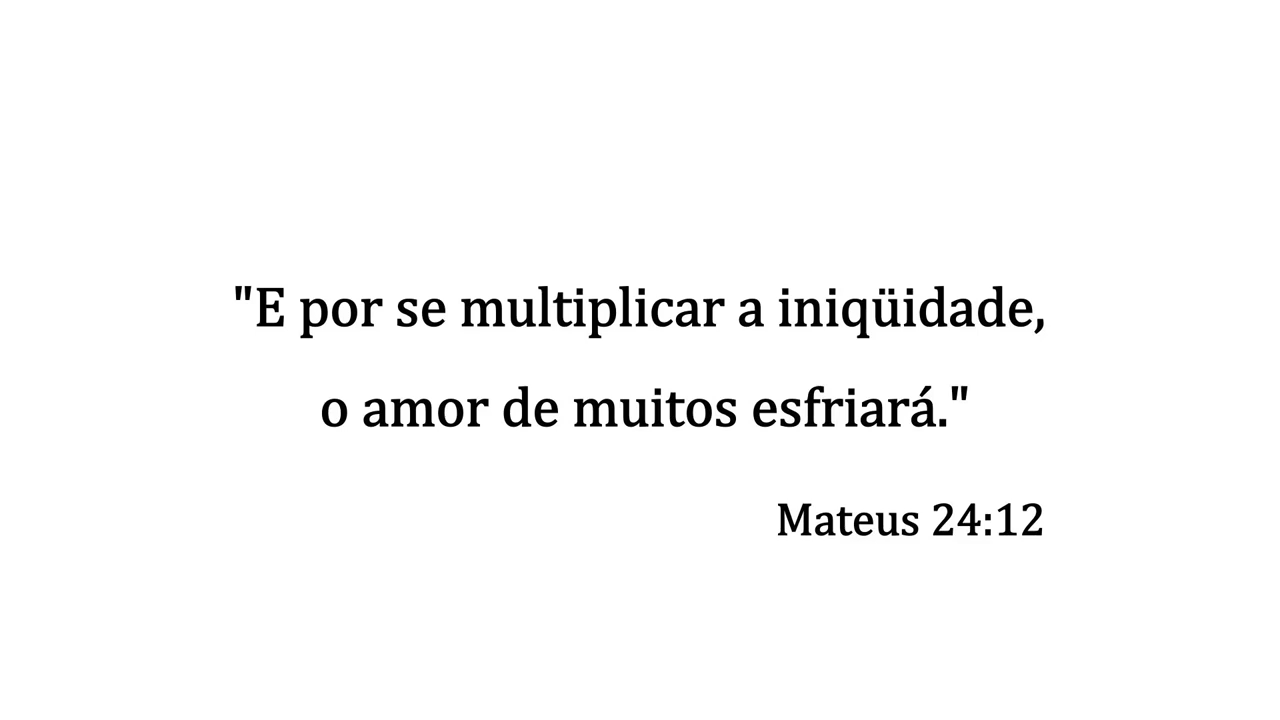 "E por se multiplicar a iniqüidade,
o amor de muitos esfriará."
Mateus 24:12